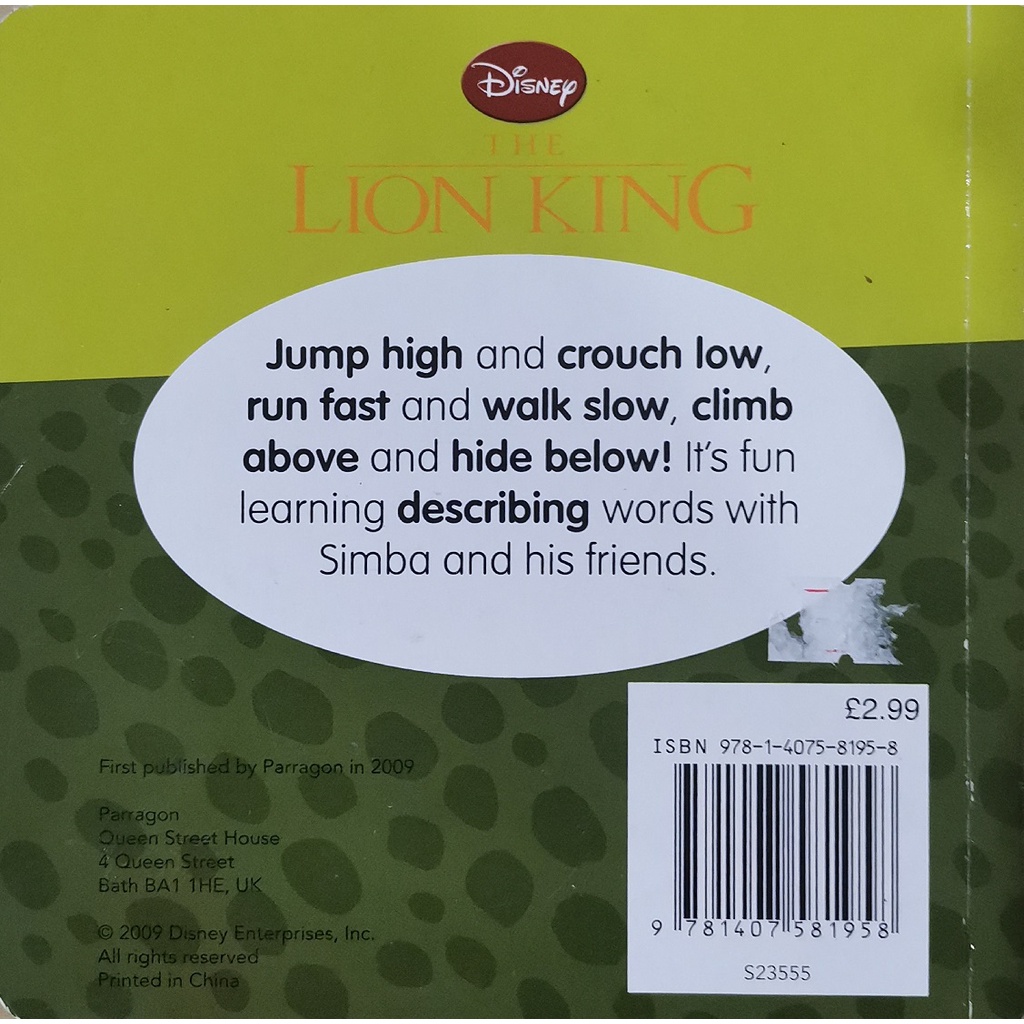 Disney
THE
LION KING
Jump high and crouch low,
run fast and walk slow, climb
above and hide below! It's fun
learning describing words with
Simba and his friends.
£2.99
ISBN 978-1-4075-8195-8
9 781407 581958
S23555
First published by Parragon in 2009
Parragon
Queen Street House
4 Queen Street
Bath BA1 1HE, UK
© 2009 Disney Enterprises, Inc.
All rights reserved
Printed in China